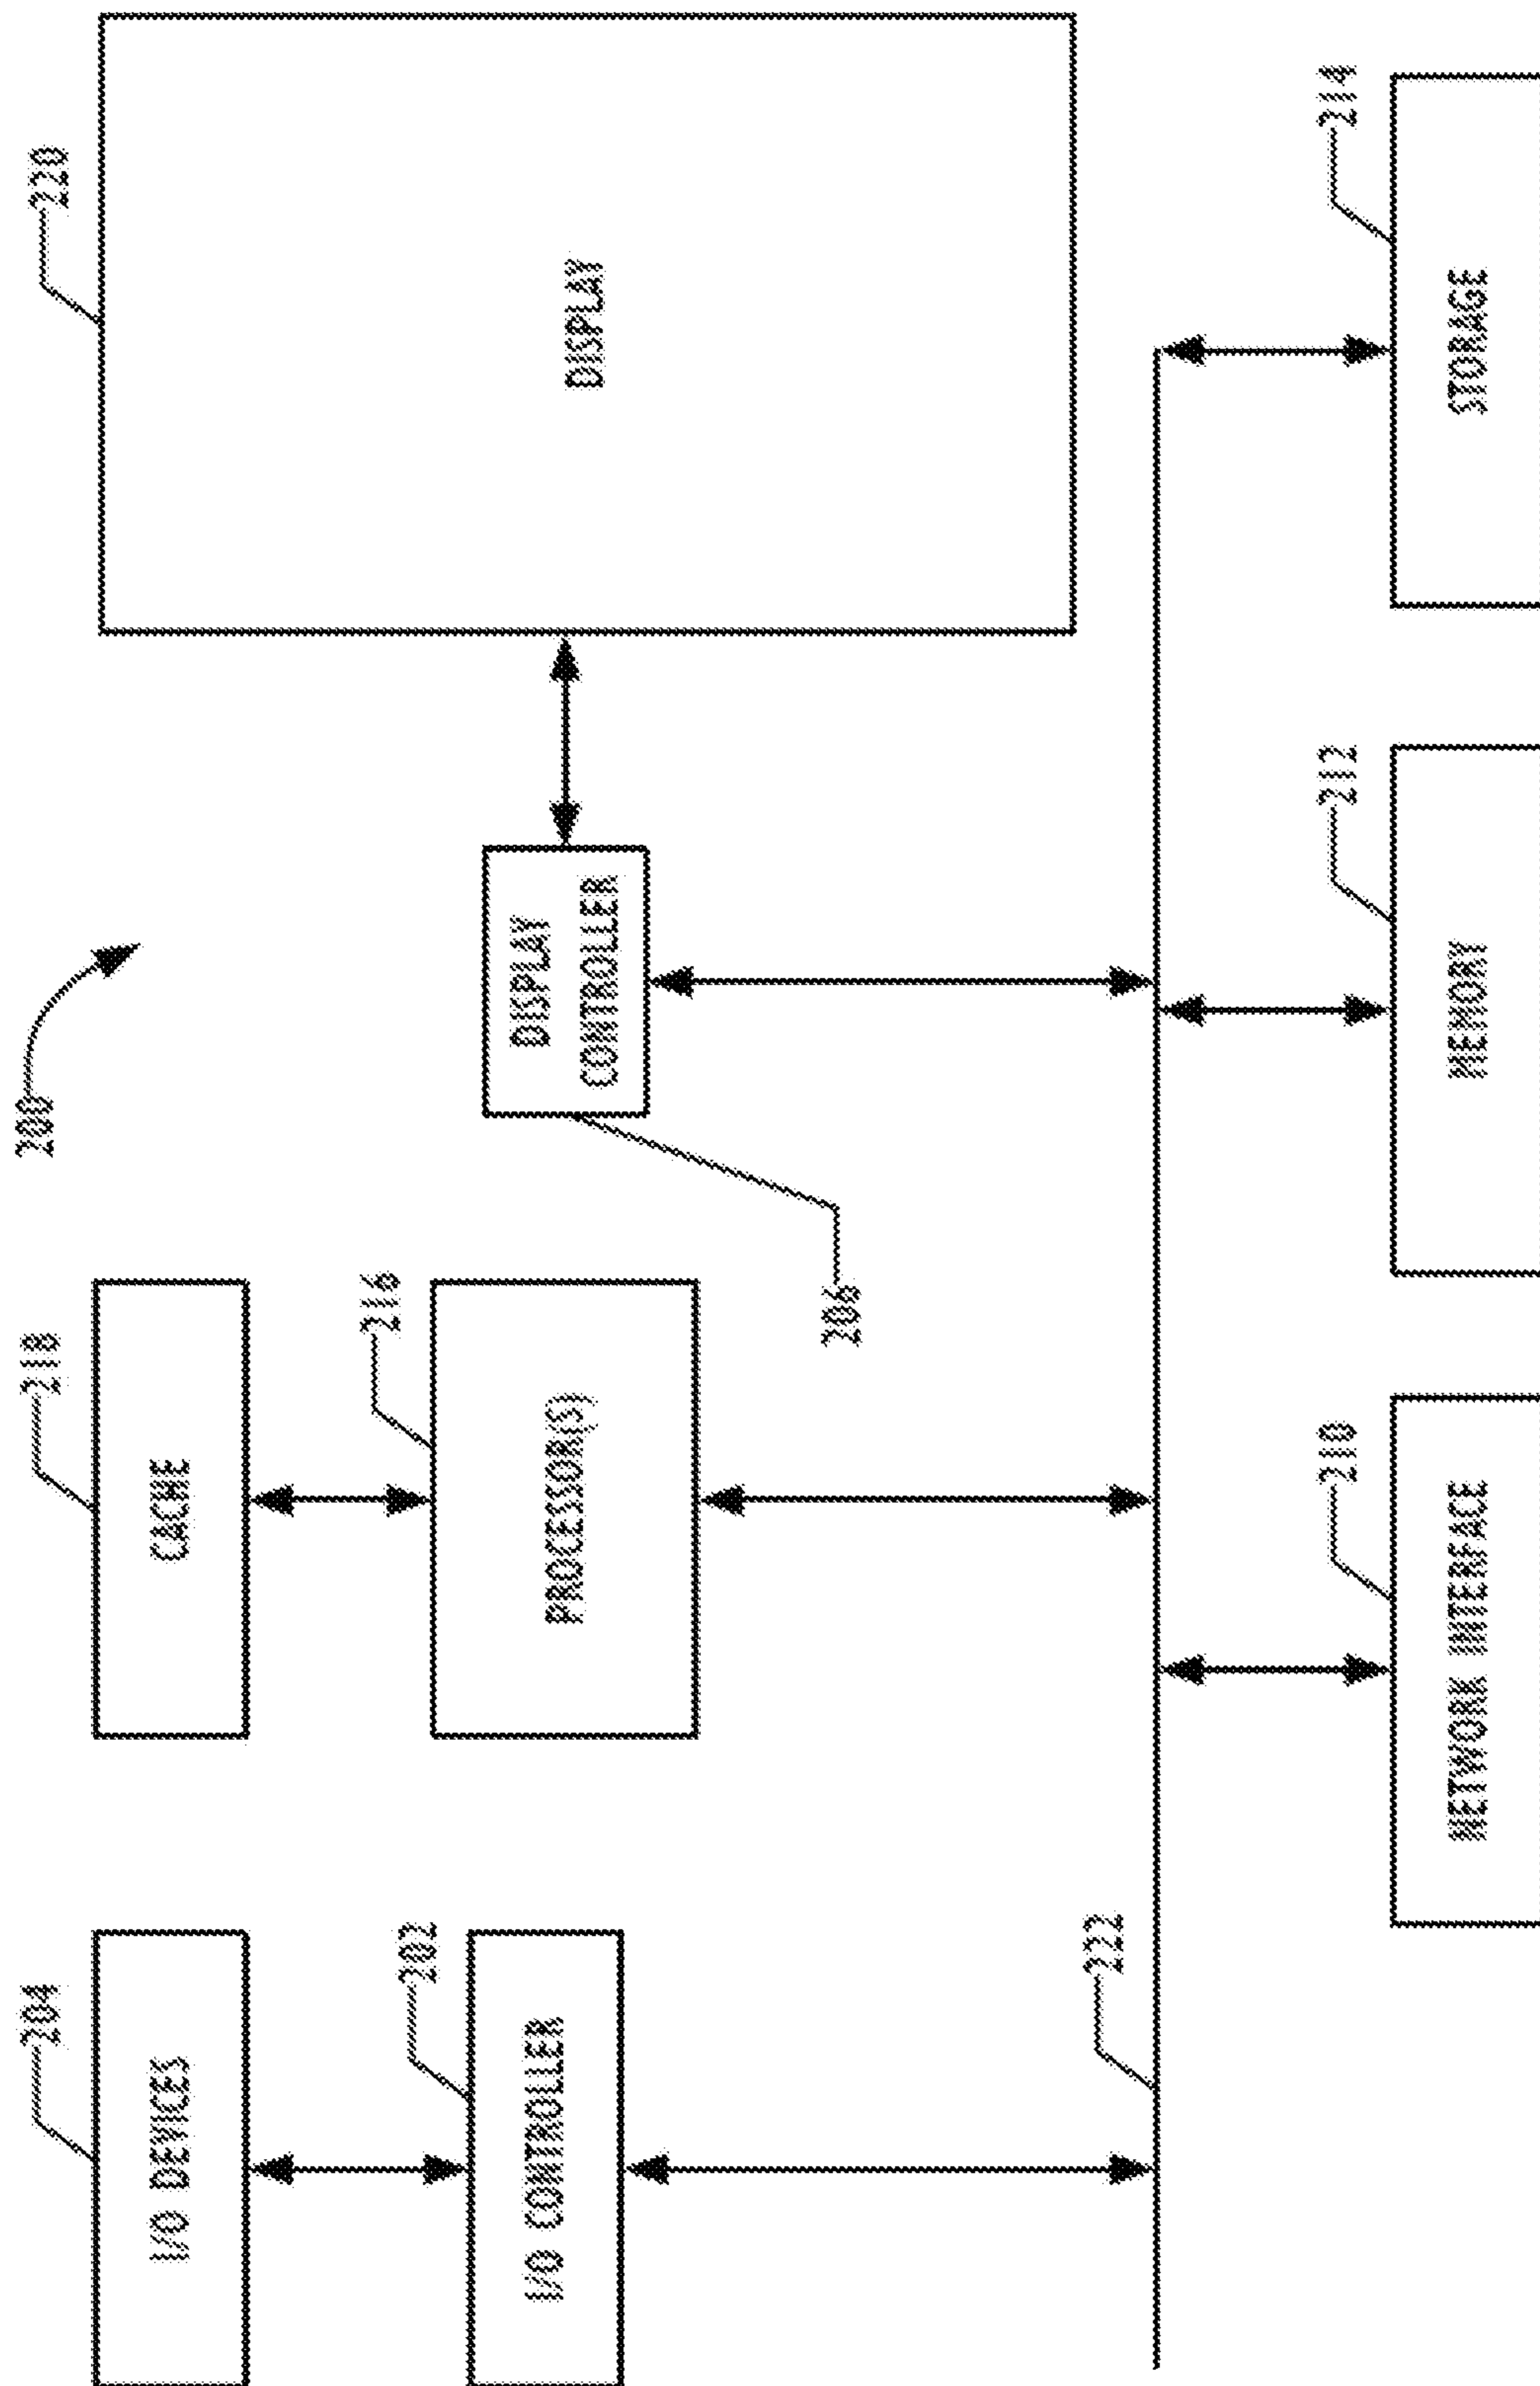 200
204
I/O DEVICES
218
CACHE
220
202
I/O CONTROLLER
216
PROCESSOR(S)
DISPLAY
CONTROLLER
DISPLAY
206
222
210
NETWORK INTERFACE
212
MEMORY
214
STORAGE